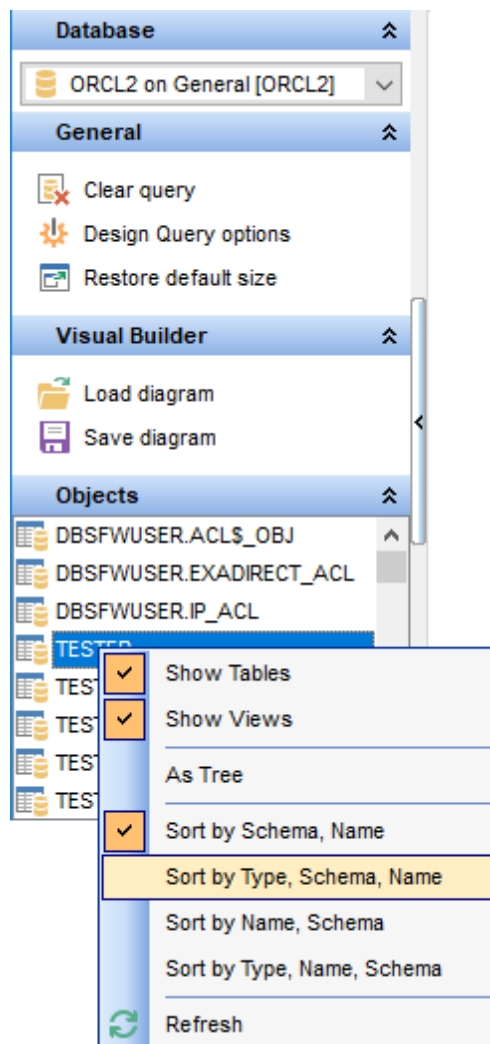 Database
ORCL2 on General [ORCL2]
General
Clear query
Design Query options
Restore default size
Visual Builder
Load diagram
Save diagram
Objects
DBSFWUSER.ACL$_OBJ
DBSFWUSER.EXADIRECT_ACL
DBSFWUSER.IP_ACL
Show Tables
Show Views
As Tree
Sort by Schema, Name
Sort by Type, Schema, Name
Sort by Name, Schema
Sort by Type, Name, Schema
Refresh